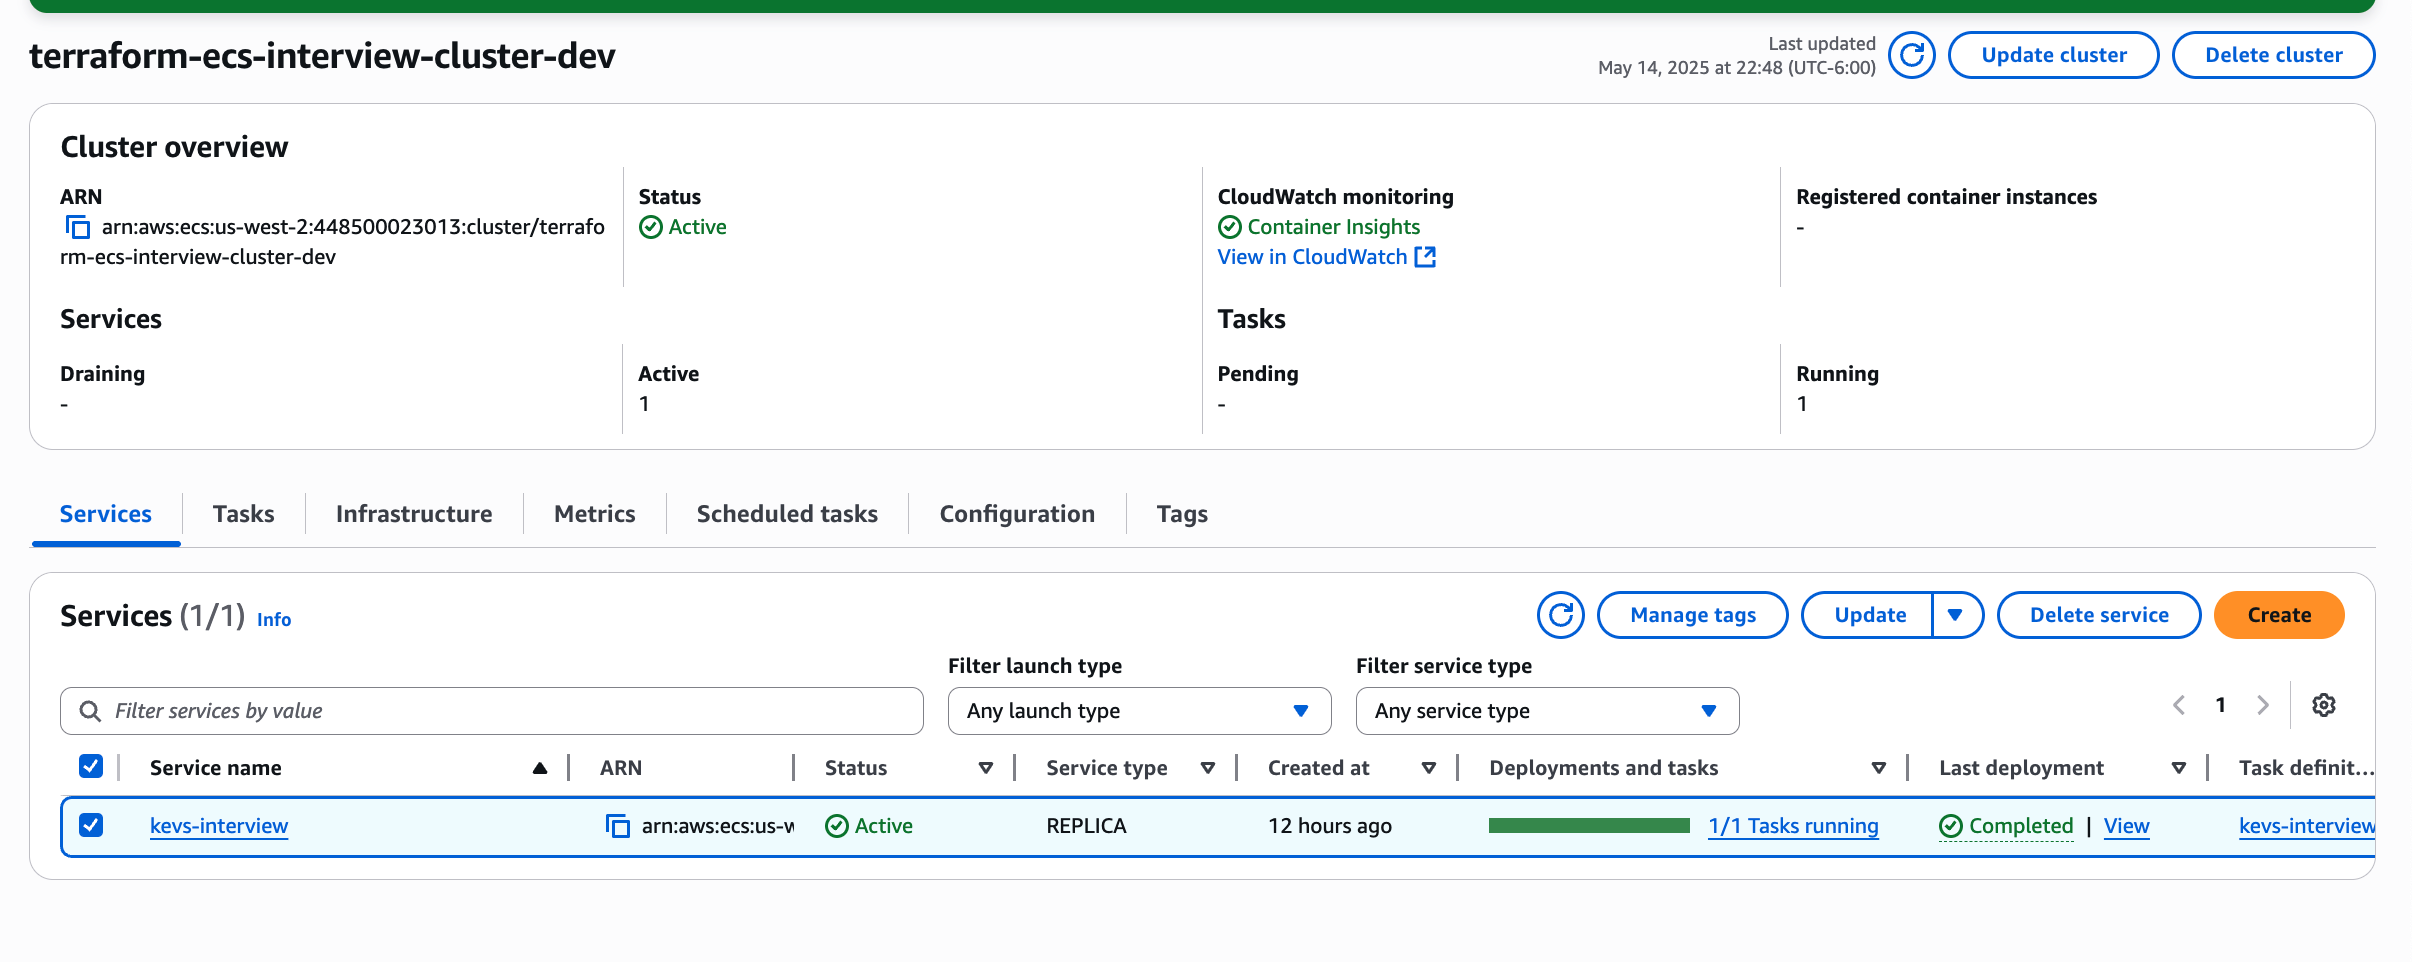 terraform-ecs-interview-cluster-dev
Last updated
May 14, 2025 at 22:48 (UTC-6:00)
Update cluster
Delete cluster
Cluster overview
ARN
arn:aws:ecs:us-west-2:448500023013:cluster/terrafo
rm-ecs-interview-cluster-dev
Status
Active
CloudWatch monitoring
Container Insights
View in CloudWatch
Registered container instances
-
Services
Draining
-
Active
1
Tasks
Pending
-
Running
1
Services
Tasks
Infrastructure
Metrics
Scheduled tasks
Configuration
Tags
Services (1/1) Info
Manage tags
Update
Delete service
Create
Filter services by value
Filter launch type
Any launch type
Filter service type
Any service type
1
Service name
ARN
Status
Service type
Created at
Deployments and tasks
Last deployment
Task definit...
kevs-interview
arn:aws:ecs:us-w
Active
REPLICA
12 hours ago
1/1 Tasks running
Completed | View
kevs-interview